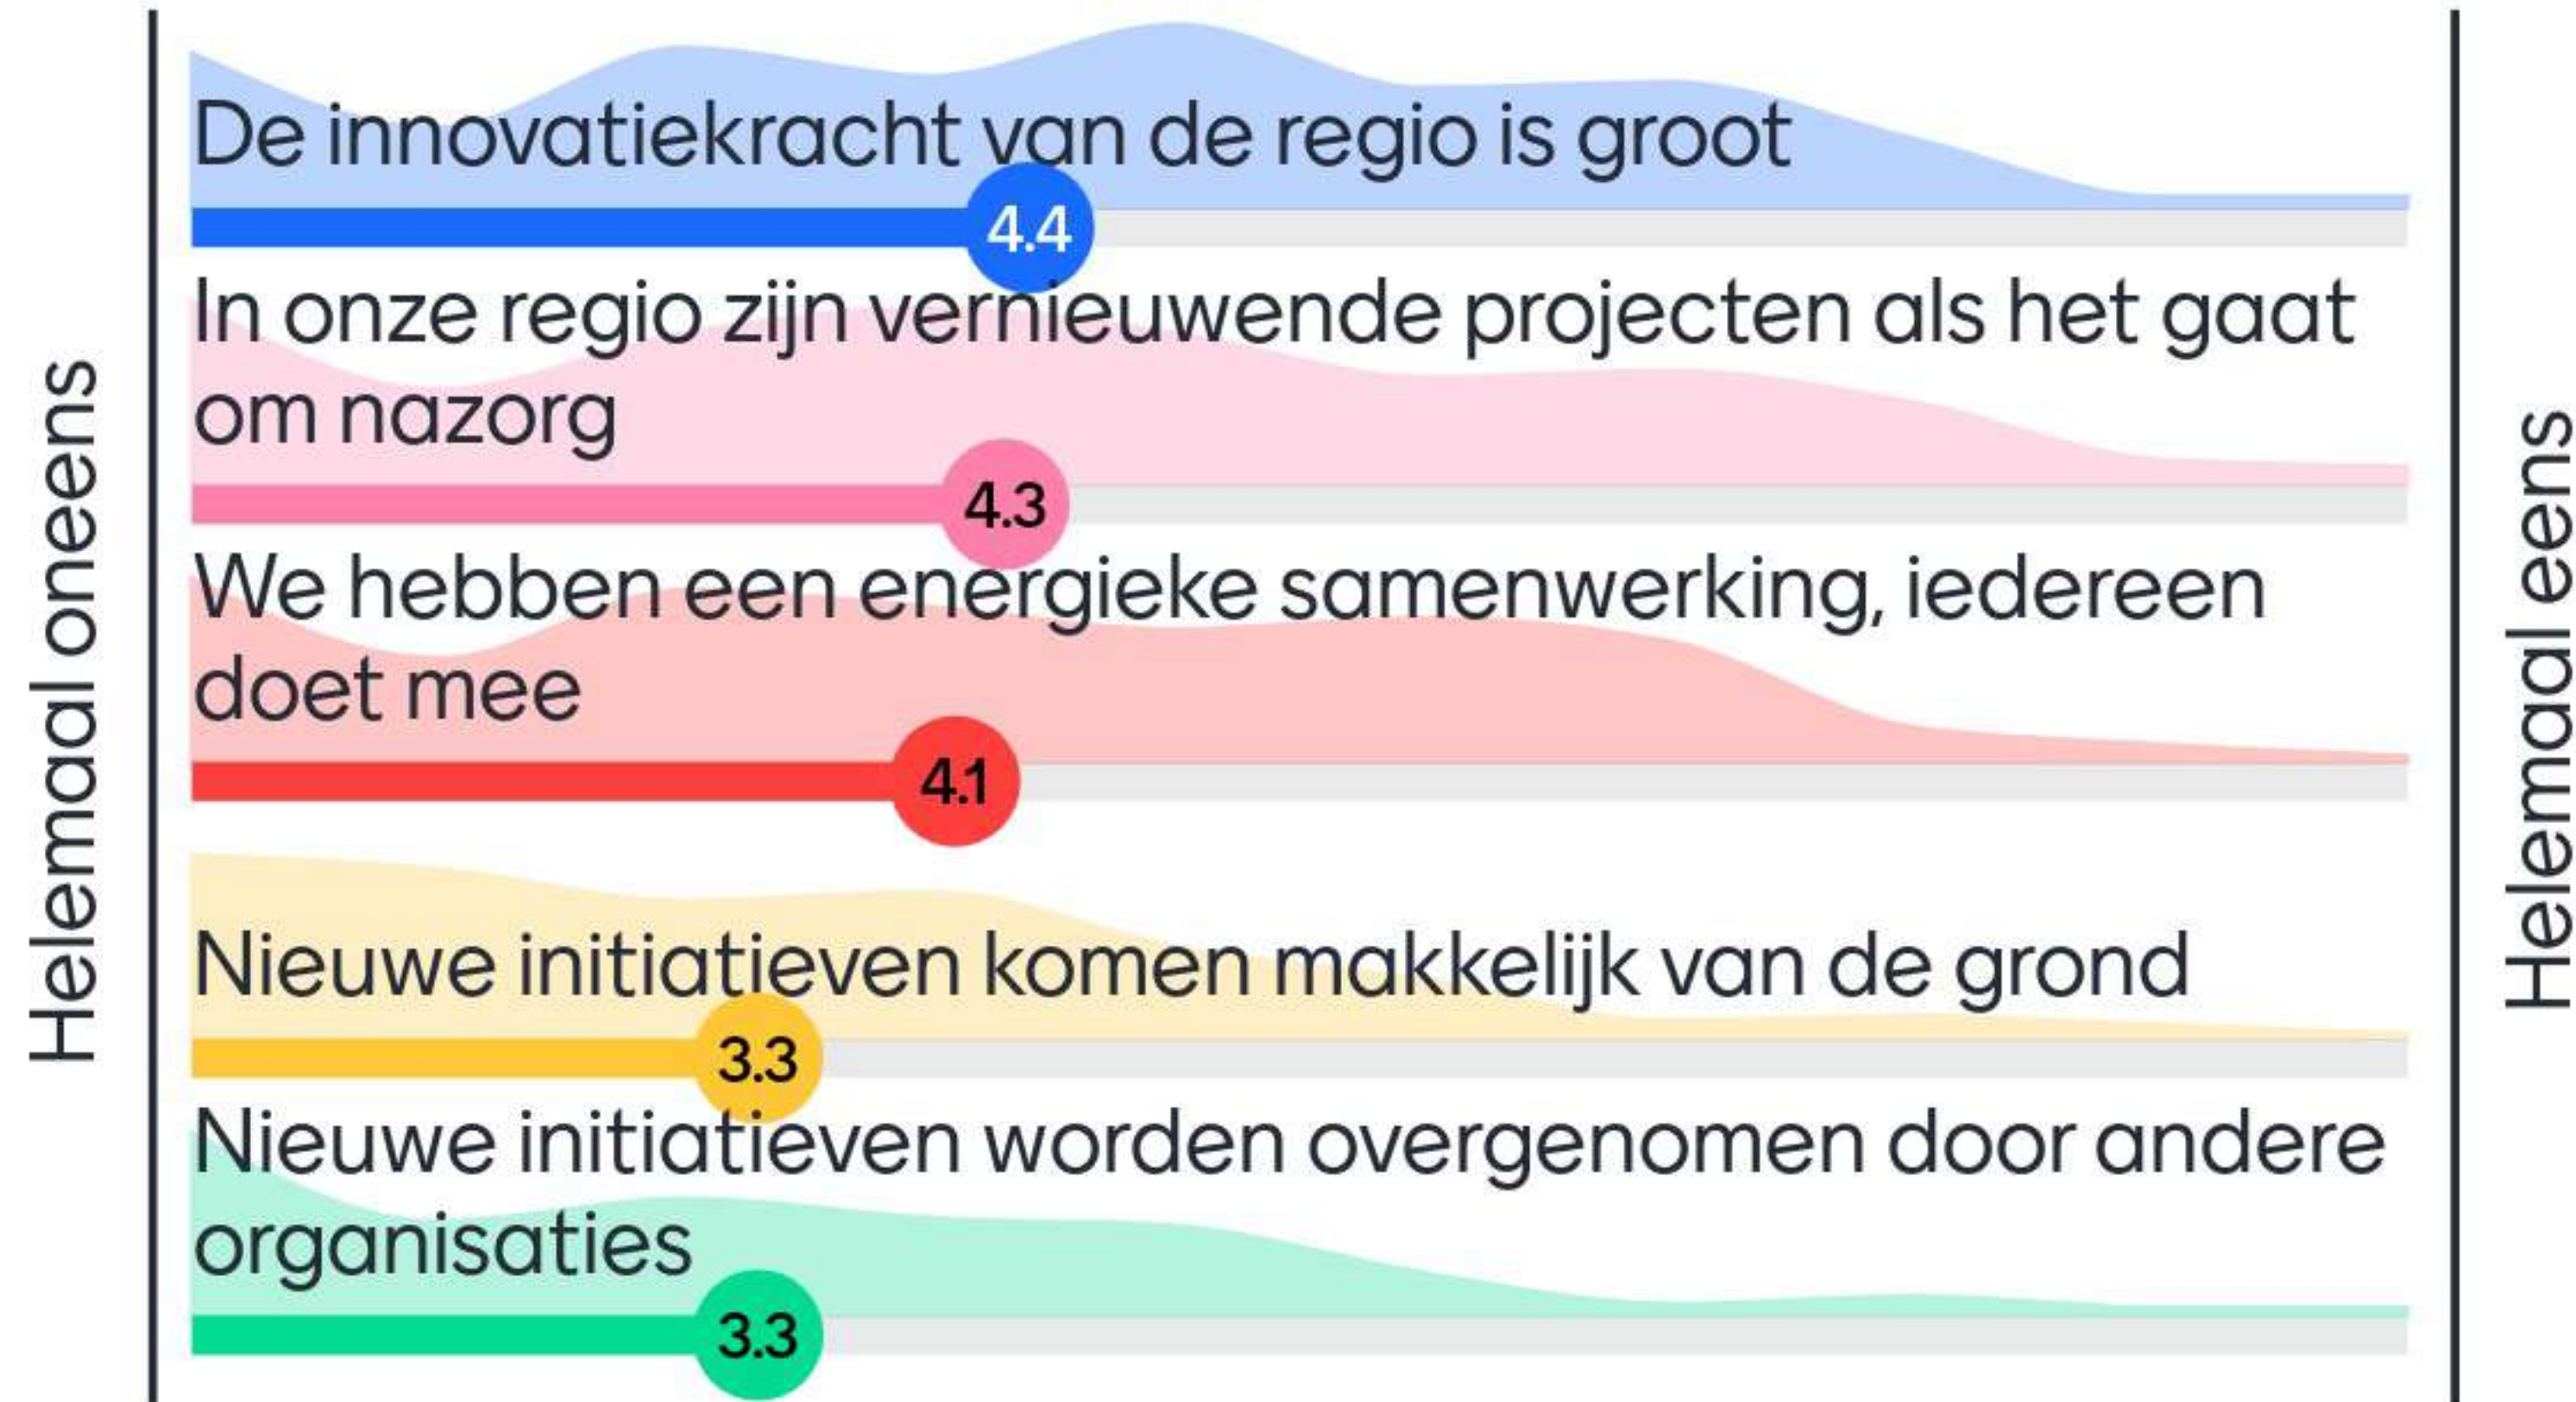 Helemaal oneens
De innovatiekracht van de regio is groot
4.4
In onze regio zijn vernieuwende projecten als het gaat
om nazorg
4.3
We hebben een energieke samenwerking, iedereen
doet mee
4.1
Nieuwe initiatieven komen makkelijk van de grond
3.3
Nieuwe initiatieven worden overgenomen door andere
organisaties
3.3
Helemaal eens